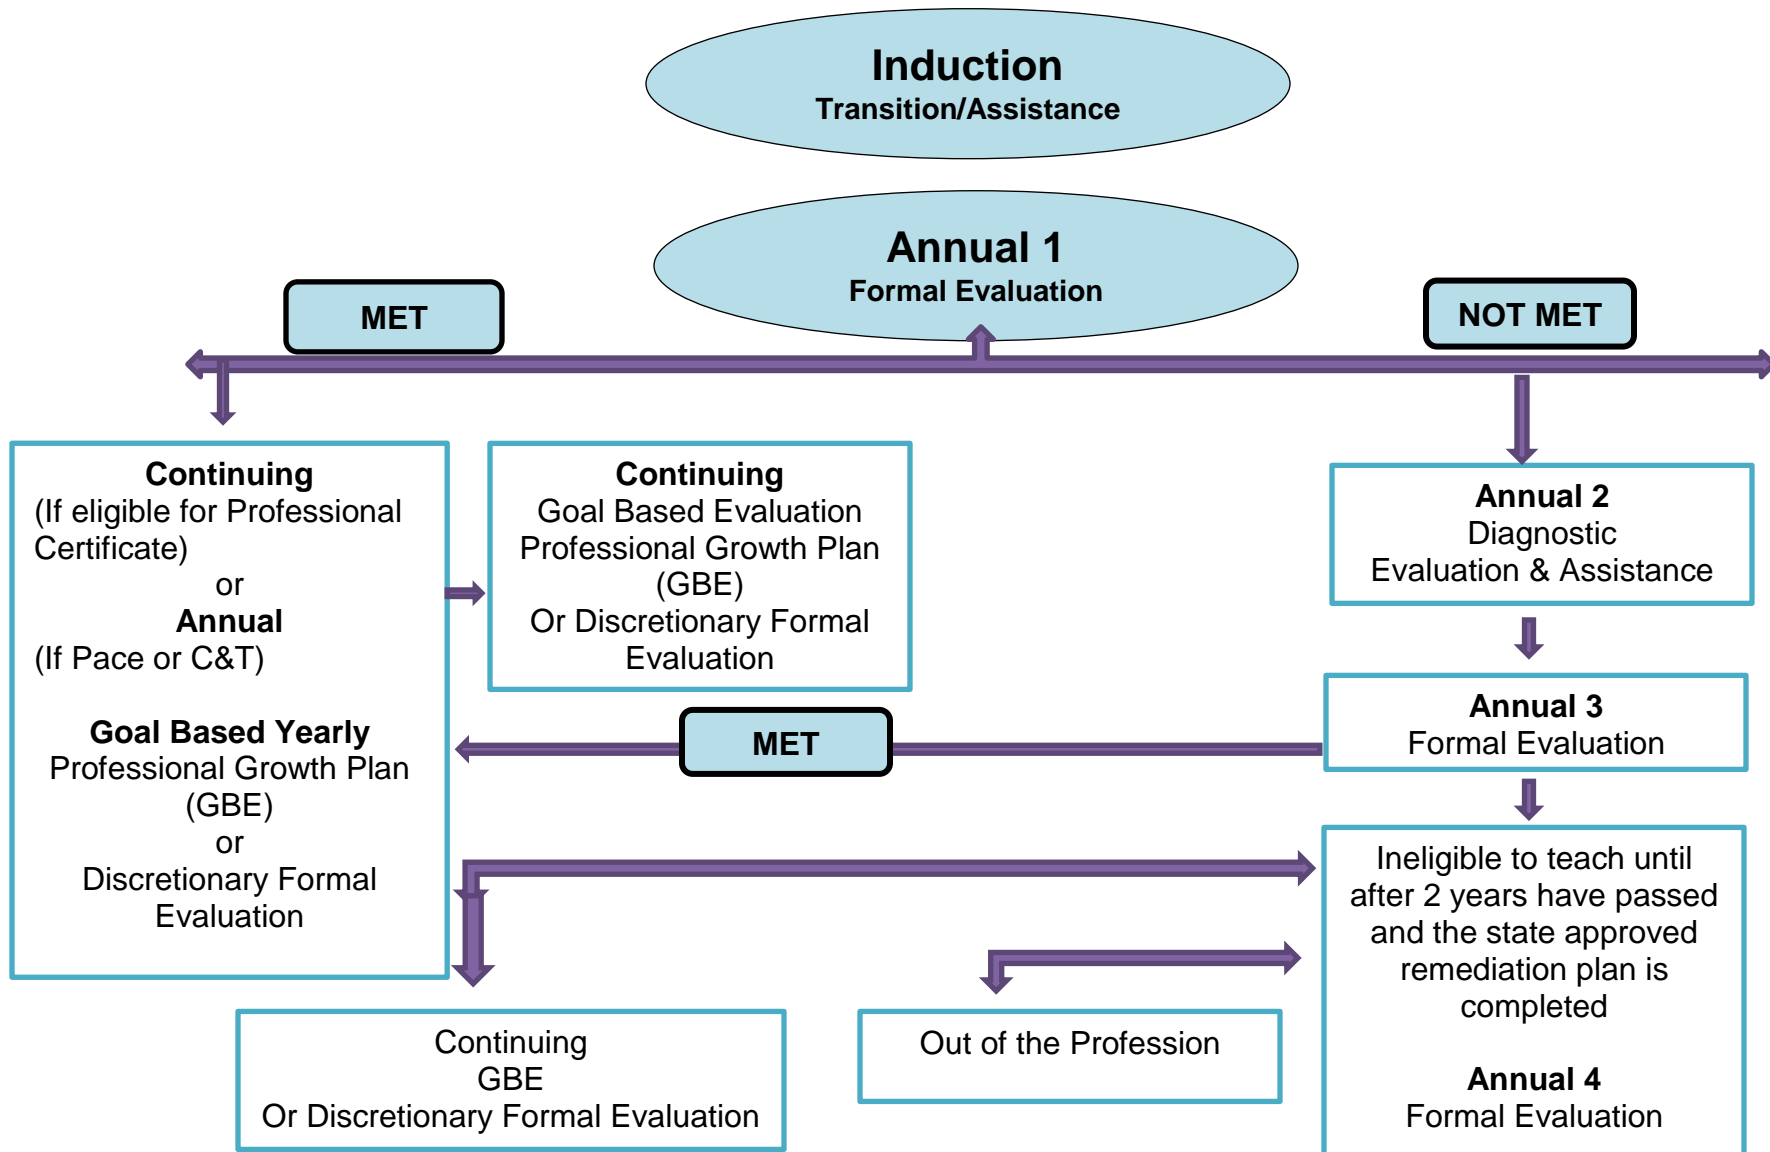 Induction
Transition/Assistance
Annual 1
Formal Evaluation
MET
NOT MET
Continuing
(If eligible for Professional
Certificate)
or
Annual
(If Pace or C&T)
Goal Based Yearly
Professional Growth Plan
(GBE)
or
Discretionary Formal
Evaluation
Continuing
Goal Based Evaluation
Professional Growth Plan
(GBE)
Or Discretionary Formal
Evaluation
Annual 2
Diagnostic
Evaluation & Assistance
Annual 3
Formal Evaluation
MET
Ineligible to teach until
after 2 years have passed
and the state approved
remediation plan is
completed
Annual 4
Formal Evaluation
Continuing
GBE
Or Discretionary Formal Evaluation
Out of the Profession